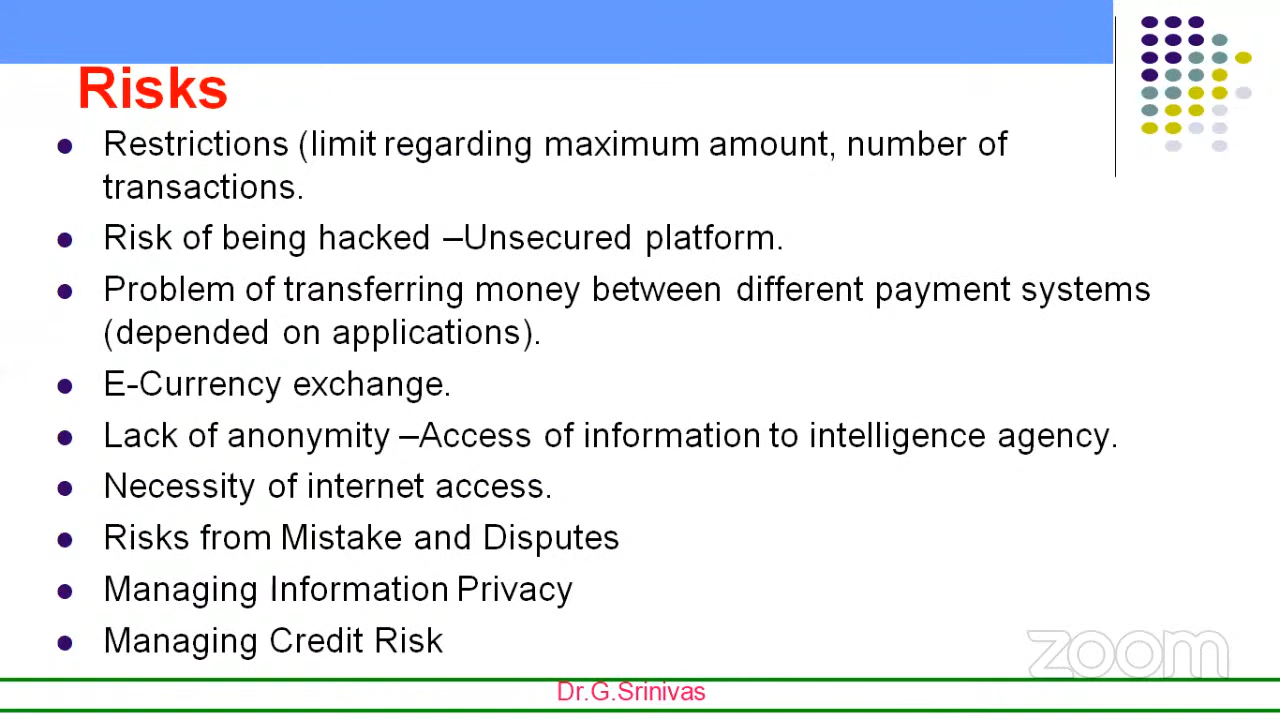 Risks
Restrictions (limit regarding maximum amount, number of
transactions.
Risk of being hacked –Unsecured platform.
Problem of transferring money between different payment systems
(depended on applications).
E-Currency exchange.
Lack of anonymity –Access of information to intelligence agency.
Necessity of internet access.
Risks from Mistake and Disputes
Managing Information Privacy
Managing Credit Risk
zoom
Dr.G.Srinivas